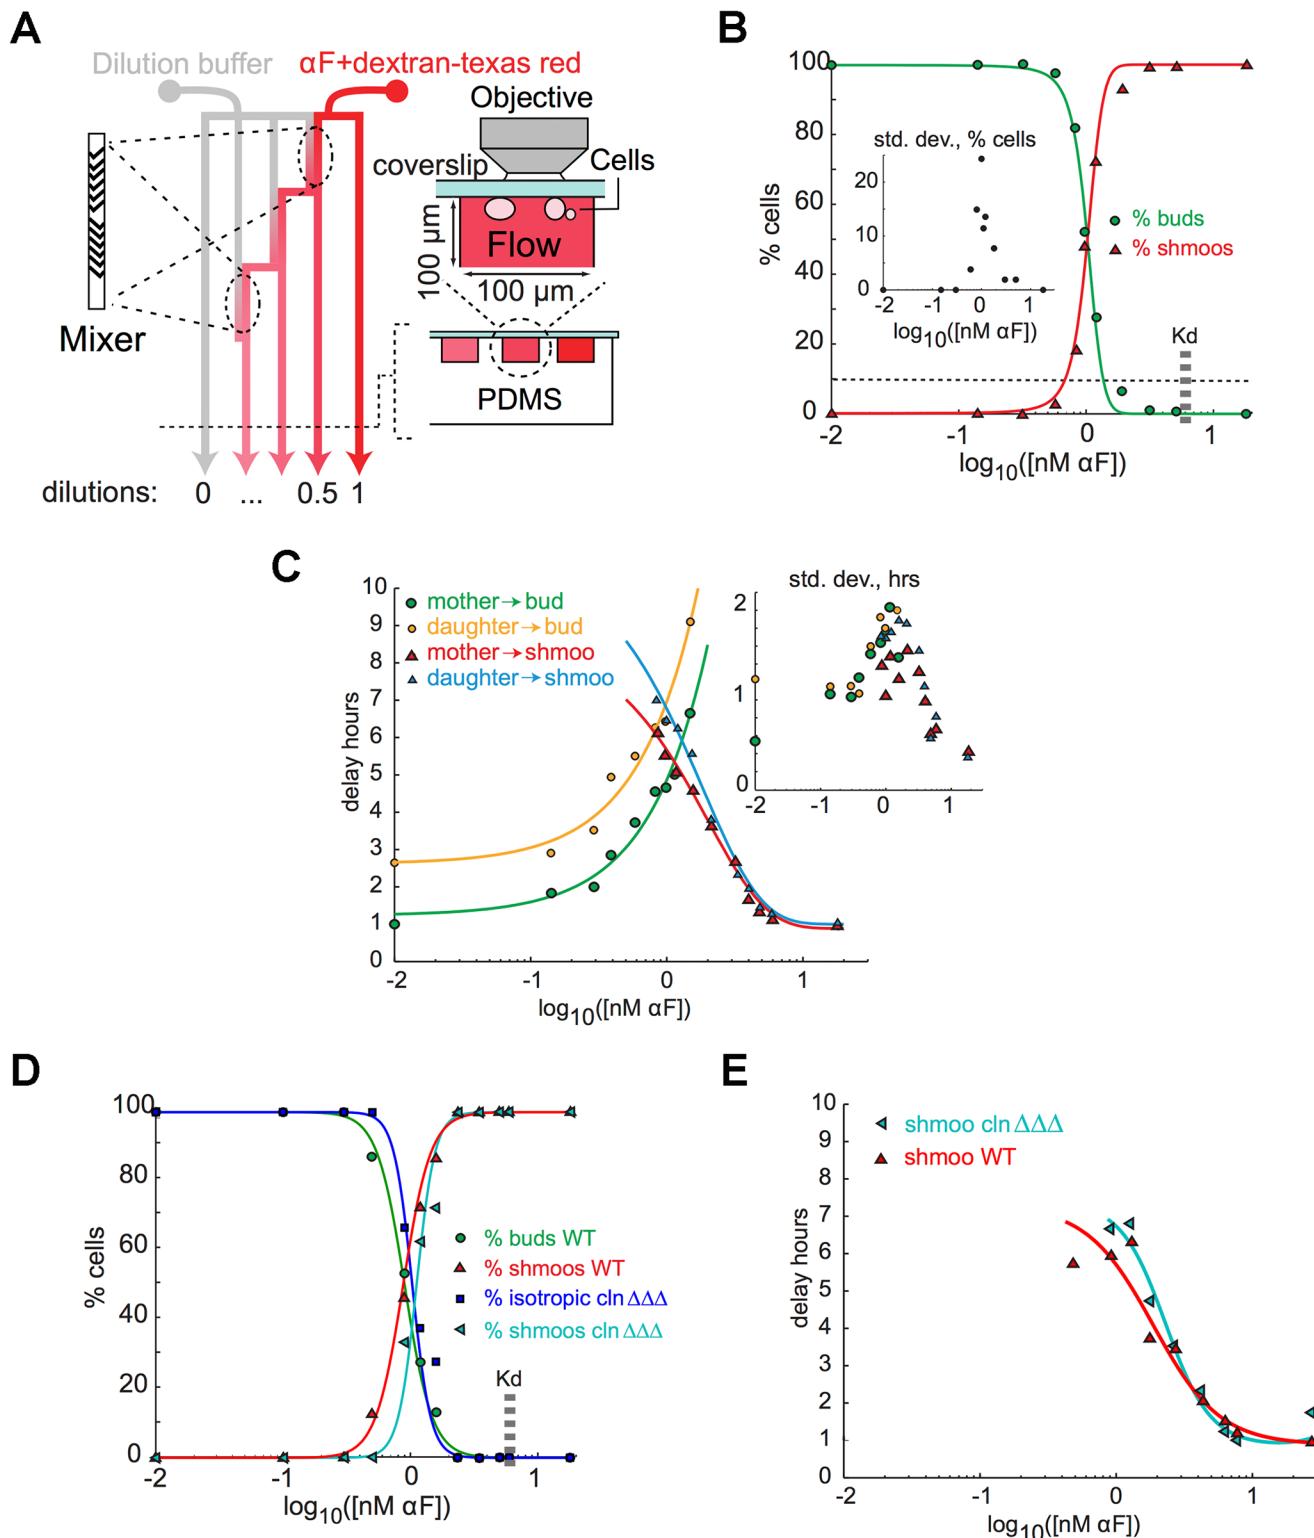 A
Dilution buffer
αF+dextran-texas red
Objective
coverslip
Cells
Flow
100 µm
100 µm
Mixer
PDMS
dilutions: 0 ... 0.5 1
B
100
80
60
40
20
0
% cells
std. dev., % cells
20
10
0
-2 -1 0 1
log10([nM αF])
% buds
% shmoos
Kd
-2 -1 0 1
log10([nM αF])
C
10
9
8
7
6
5
4
3
2
1
0
delay hours
mother→bud
daughter→bud
mother→shmoo
daughter→shmoo
std. dev., hrs
2
1
0
-2 -1 0 1
-2 -1 0 1
log10([nM αF])
D
100
80
60
40
20
0
% cells
% buds WT
% shmoos WT
% isotropic cln ΔΔΔ
% shmoos cln ΔΔΔ
Kd
-2 -1 0 1
log10([nM αF])
E
10
9
8
7
6
5
4
3
2
1
0
delay hours
shmoo cln ΔΔΔ
shmoo WT
-2 -1 0 1
log10([nM αF])